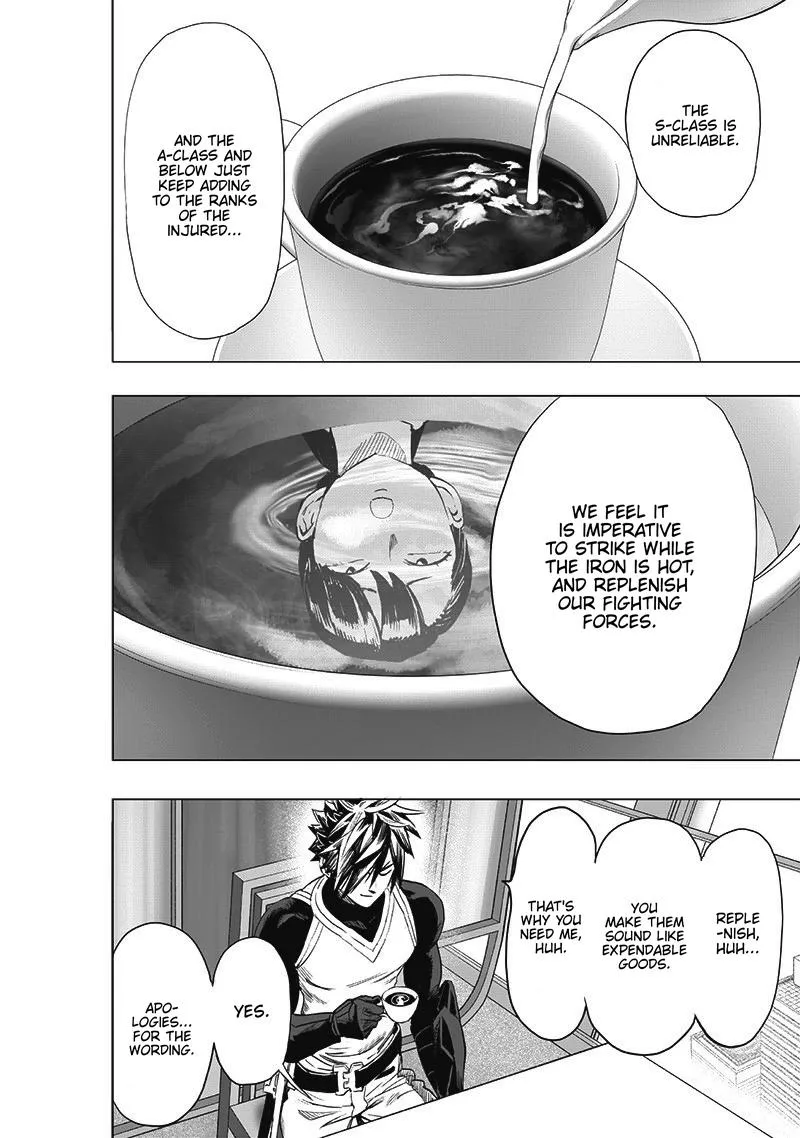 THE
S-CLASS IS
UNRELIABLE.
AND THE
A-CLASS AND
BELOW JUST
KEEP ADDING
TO THE RANKS
OF THE
INJURED...
WE FEEL IT
IS IMPERATIVE
TO STRIKE WHILE
THE IRON IS HOT,
AND REPLENISH
OUR FIGHTING
FORCES.
REPLE
-NISH,
HUH...
YOU
MAKE THEM
SOUND LIKE
EXPENDABLE
GOODS.
THAT'S
WHY YOU
NEED ME,
HUH.
YES.
APO-
LOGIES...
FOR THE
WORDING.